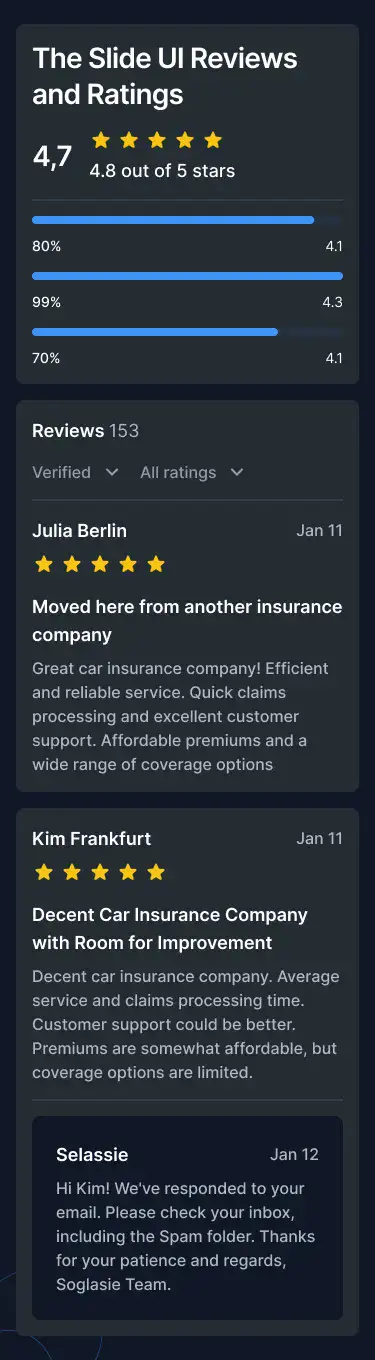 The Slide UI Reviews
and Ratings
4,7
4.8 out of 5 stars
80% 4.1
99% 4.3
70% 4.1
Reviews 153
Verified All ratings
Julia Berlin Jan 11
Moved here from another insurance
company
Great car insurance company! Efficient
and reliable service. Quick claims
processing and excellent customer
support. Affordable premiums and a
wide range of coverage options
Kim Frankfurt Jan 11
Decent Car Insurance Company
with Room for Improvement
Decent car insurance company. Average
service and claims processing time.
Customer support could be better.
Premiums are somewhat affordable, but
coverage options are limited.
Selassie Jan 12
Hi Kim! We've responded to your
email. Please check your inbox,
including the Spam folder. Thanks
for your patience and regards,
Soglasie Team.